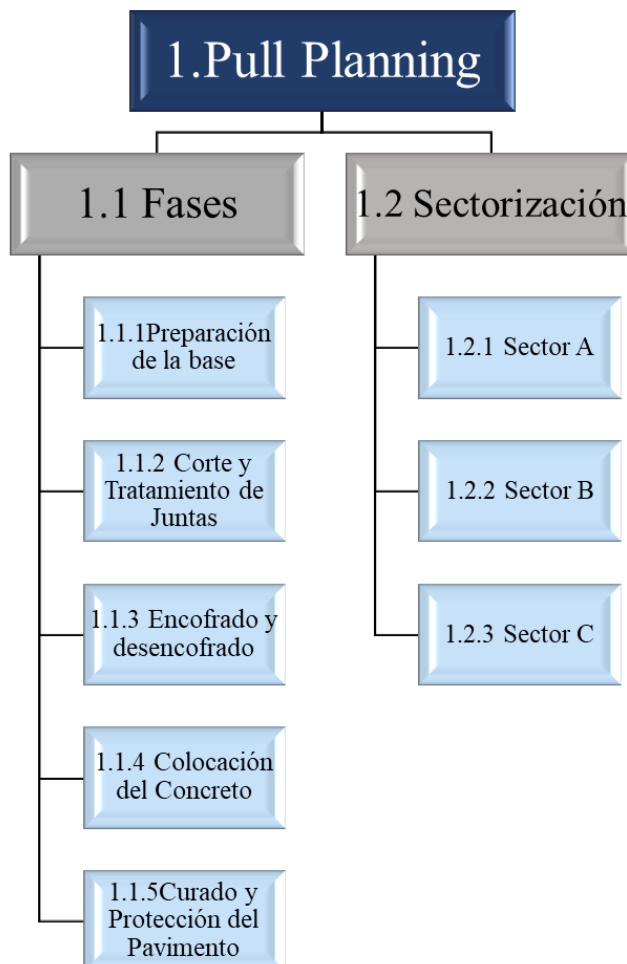 1.Pull Planning
1.1 Fases
1.1.1Preparación
de la base
1.1.2 Corte y
Tratamiento de
Juntas
1.1.3 Encofrado y
desencofrado
1.1.4 Colocación
del Concreto
1.1.5Curado y
Protección del
Pavimento
1.2 Sectorización
1.2.1 Sector A
1.2.2 Sector B
1.2.3 Sector C